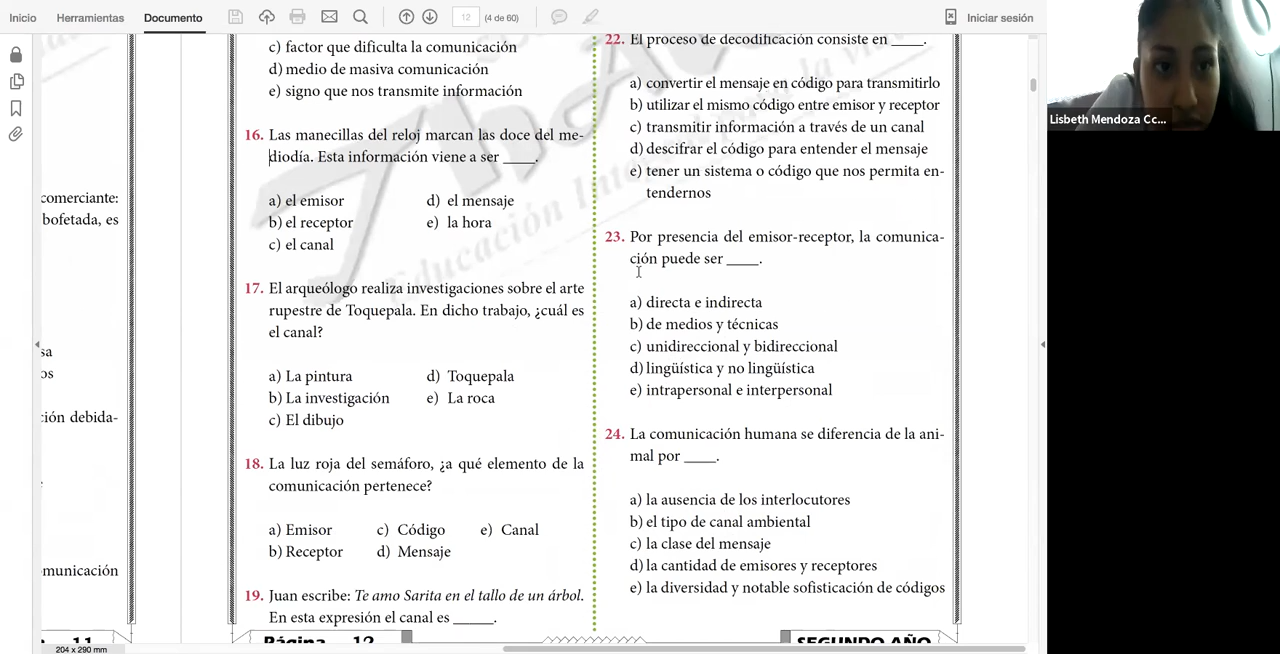 Inicio
Herramientas
Documento
12
(4 de 60)
Iniciar sesión
Lisbeth Mendoza Cc...
comerciante:
bofetada, es
sa
os
ión debida-
municación
11
204 x 290 mm
c) factor que dificulta la comunicación
d) medio de masiva comunicación
e) signo que nos transmite información
16. Las manecillas del reloj marcan las doce del me-
diodía. Esta información viene a ser ____.
a) el emisor
d) el mensaje
b) el receptor
e) la hora
c) el canal
17. El arqueólogo realiza investigaciones sobre el arte
rupestre de Toquepala. En dicho trabajo, ¿cuál es
el canal?
a) La pintura
d) Toquepala
b) La investigación
e) La roca
c) El dibujo
18. La luz roja del semáforo, ¿a qué elemento de la
comunicación pertenece?
a) Emisor
c) Código
e) Canal
b) Receptor
d) Mensaje
19. Juan escribe: Te amo Sarita en el tallo de un árbol.
En esta expresión el canal es _____.
Página 12
22. El proceso de decodificación consiste en ____.
a) convertir el mensaje en código para transmitirlo
b) utilizar el mismo código entre emisor y receptor
c) transmitir información a través de un canal
d) descifrar el código para entender el mensaje
e) tener un sistema o código que nos permita en-
tendernos
23. Por presencia del emisor-receptor, la comunica-
ción puede ser ____.
a) directa e indirecta
b) de medios y técnicas
c) unidireccional y bidireccional
d) lingüística y no lingüística
e) intrapersonal e interpersonal
24. La comunicación humana se diferencia de la ani-
mal por ____.
a) la ausencia de los interlocutores
b) el tipo de canal ambiental
c) la clase del mensaje
d) la cantidad de emisores y receptores
e) la diversidad y notable sofisticación de códigos
SEGUNDO AÑO